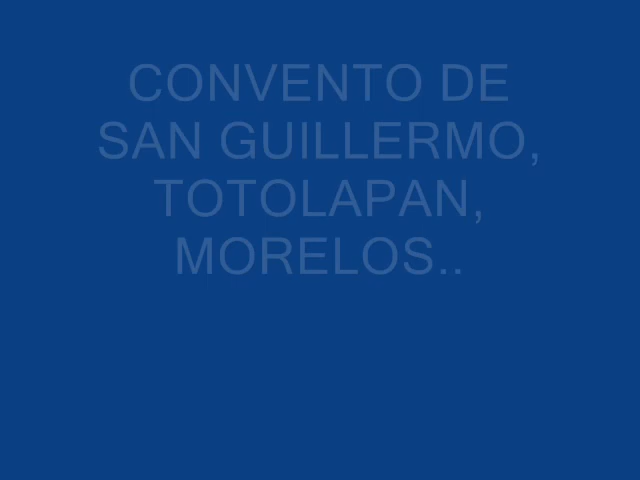 CONVENTO DE
SAN GUILLERMO,
TOTOLAPAN,
MORELOS..